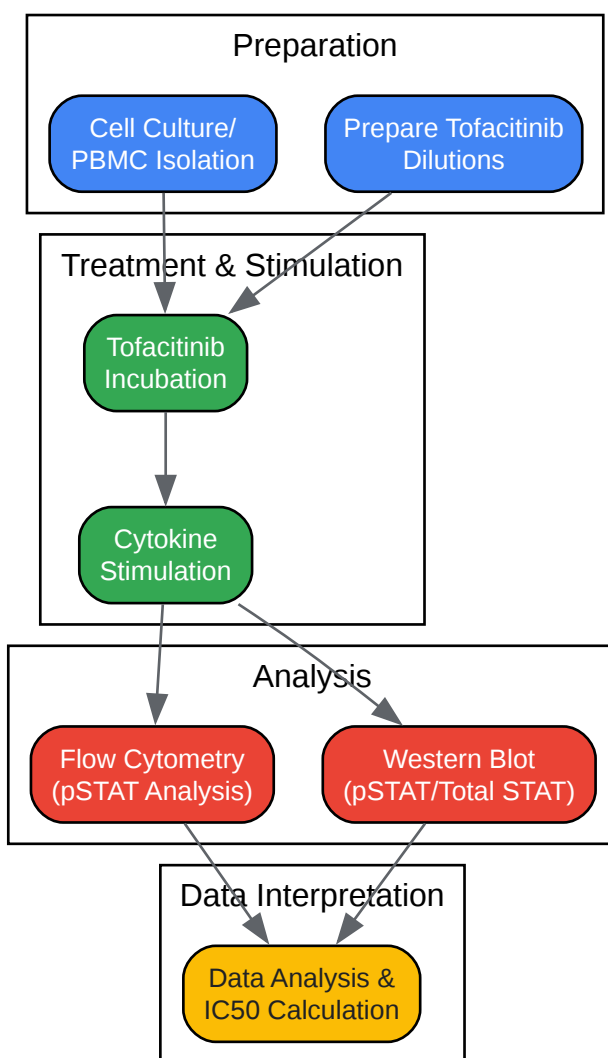 Preparation
Cell Culture/
PBMC Isolation
Prepare Tofacitinib
Dilutions
Treatment & Stimulation
Tofacitinib
Incubation
Cytokine
Stimulation
Analysis
Flow Cytometry
(pSTAT Analysis)
Western Blot
(pSTAT/Total STAT)
Data Interpretation
Data Analysis &
IC50 Calculation